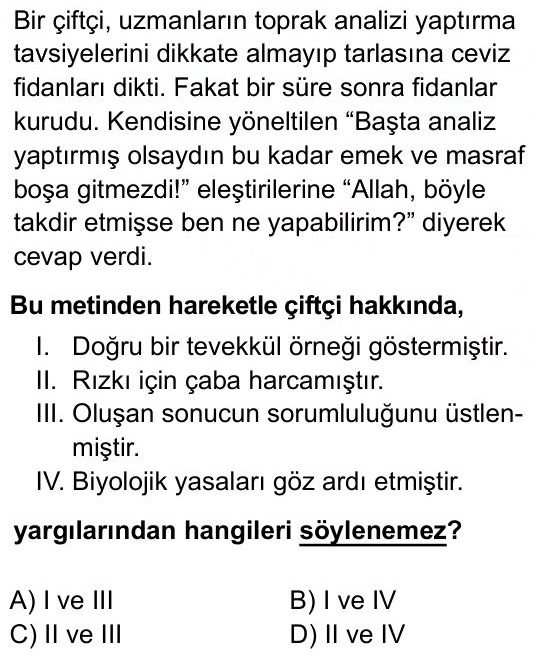 Bir çiftçi, uzmanların toprak analizi yaptırma
tavsiyelerini dikkate almayıp tarlasına ceviz
fidanları dikti. Fakat bir süre sonra fidanlar
kurudu. Kendisine yöneltilen “Başta analiz
yaptırmış olsaydın bu kadar emek ve masraf
boşa gitmezdi!” eleştirilerine “Allah, böyle
takdir etmişse ben ne yapabilirim?” diyerek
cevap verdi.
Bu metinden hareketle çiftçi hakkında,
I. Doğru bir tevekkül örneği göstermiştir.
II. Rızkı için çaba harcamıştır.
III. Oluşan sonucun sorumluluğunu üstlen-
miştir.
IV. Biyolojik yasaları göz ardı etmiştir.
yargılarından hangileri söylenemez?
A) I ve III B) I ve IV
C) II ve III D) II ve IV